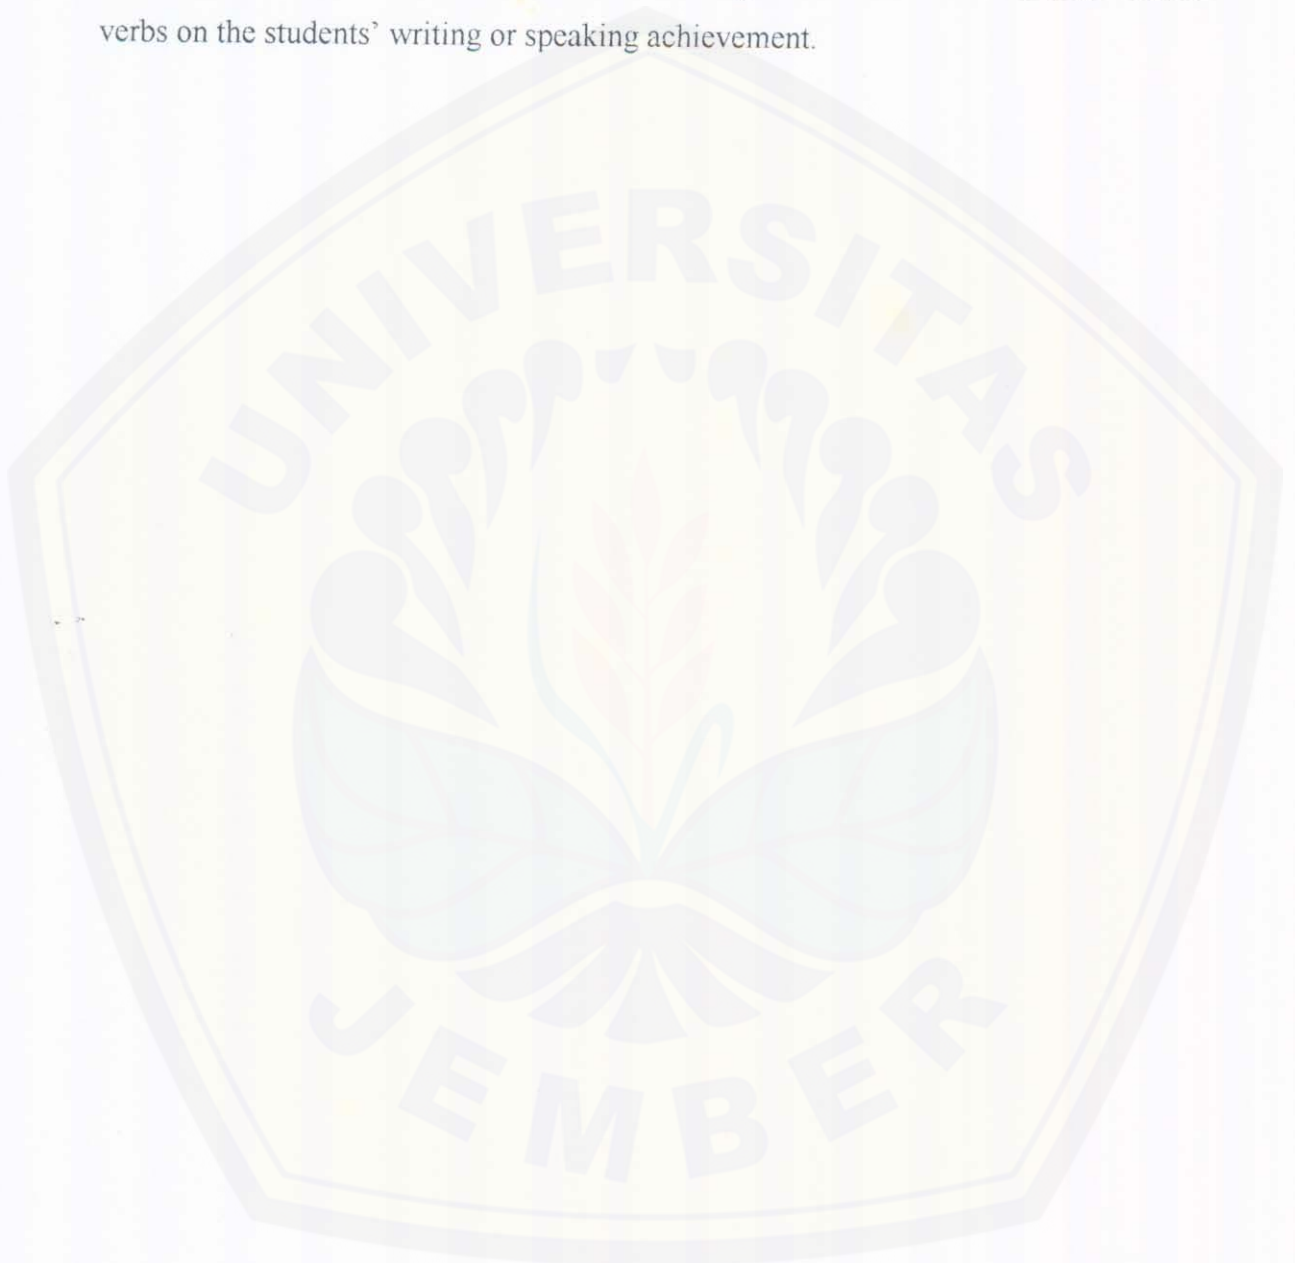 verbs on the students’ writing or speaking achievement.
UNIVERSITAS
JEMBER